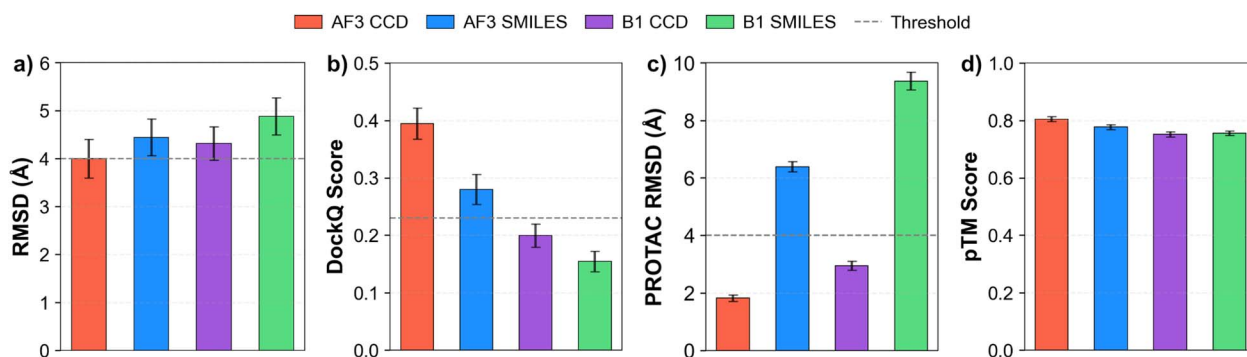 AF3 CCD AF3 SMILES B1 CCD B1 SMILES Threshold
a)
RMSD (Å)
6
5
4
3
2
1
0
b)
DockQ Score
0.5
0.4
0.3
0.2
0.1
0.0
c)
PROTAC RMSD (Å)
10
8
6
4
2
0
d)
pTM Score
1.0
0.8
0.6
0.4
0.2
0.0